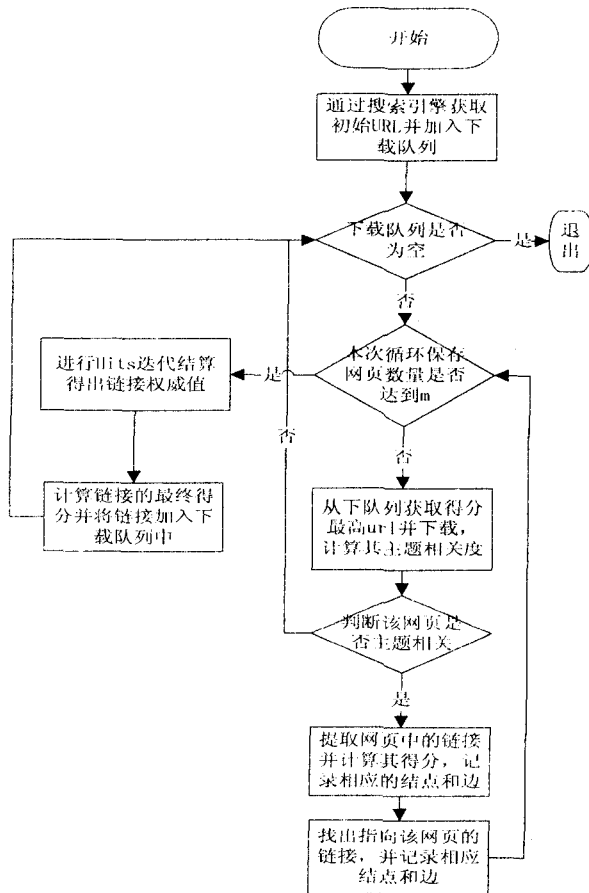 开始
通过搜索引擎获取
初始URL并加入下
载队列
下载队列是否
为空
是
退
出
否
本次循环保存
网页数量是否
达到m
是
进行Hits迭代结算
得出链接权威值
否
否
计算链接的最终得
分并将链接加入下
载队列中
从下队列获取得分
最高url并下载，
计算其主题相关度
判断该网页是
否主题相关
是
提取网页中的链接
并计算其得分，记
录相应的结点和边
找出指向该网页的
链接，并记录相应
结点和边